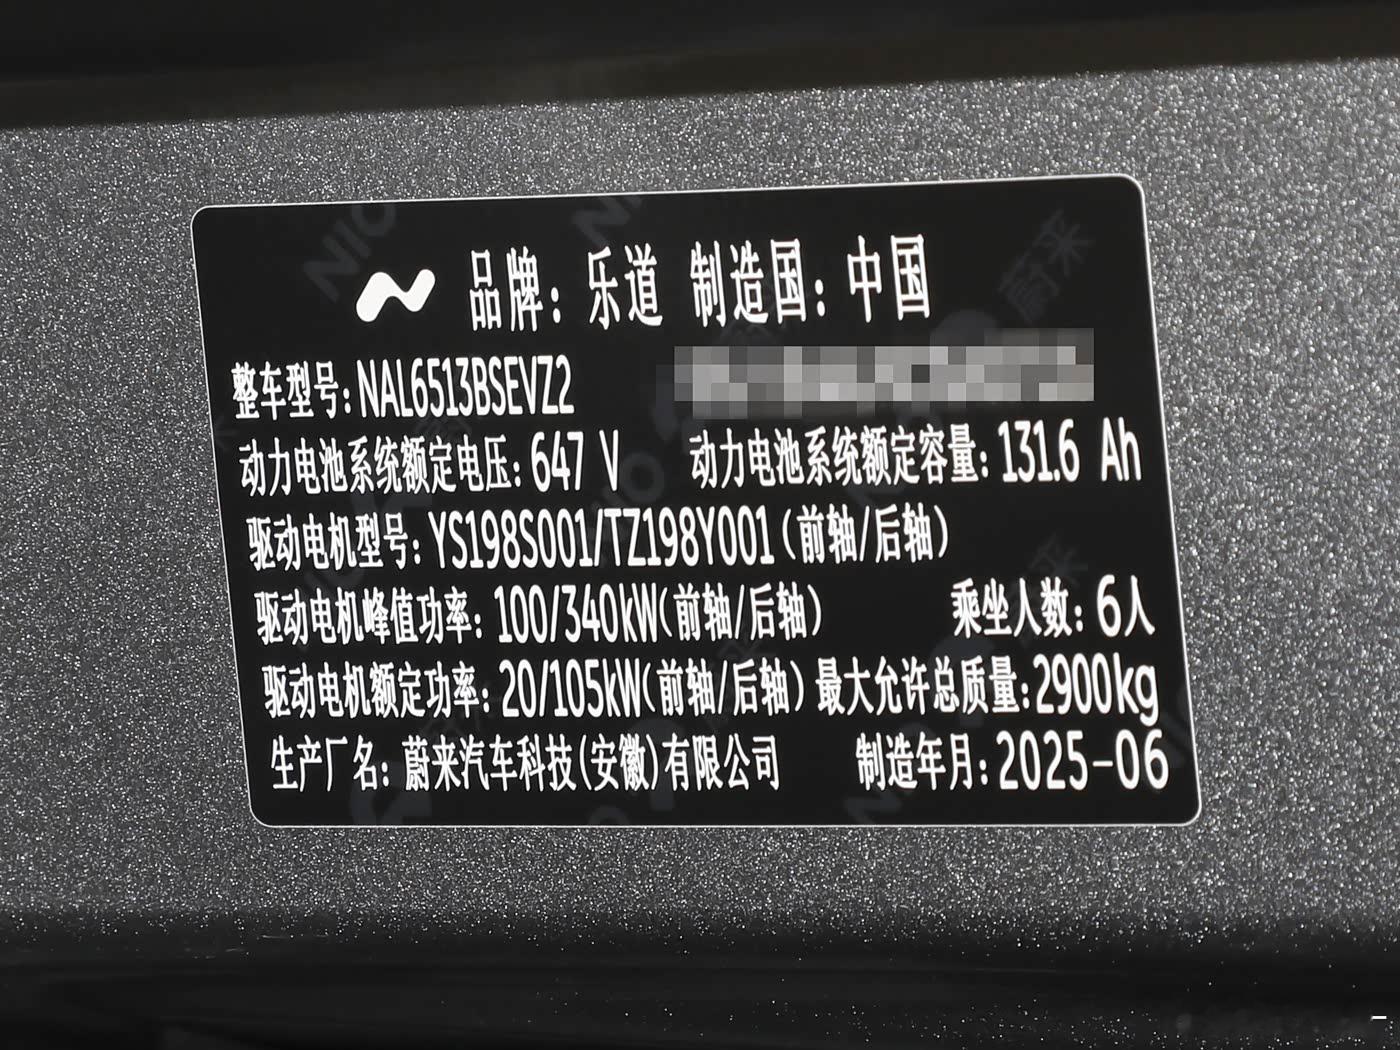 品牌：乐道 制造国：中国
整车型号：NAL6513BSEVZ2
动力电池系统额定电压：647 V 动力电池系统额定容量：131.6 Ah
驱动电机型号：YS198S001/TZ198Y001（前轴/后轴）
驱动电机峰值功率：100/340kW（前轴/后轴） 乘坐人数：6人
驱动电机额定功率：20/105kW（前轴/后轴） 最大允许总质量：2900kg
生产厂名：蔚来汽车科技（安徽）有限公司 制造年月：2025-06